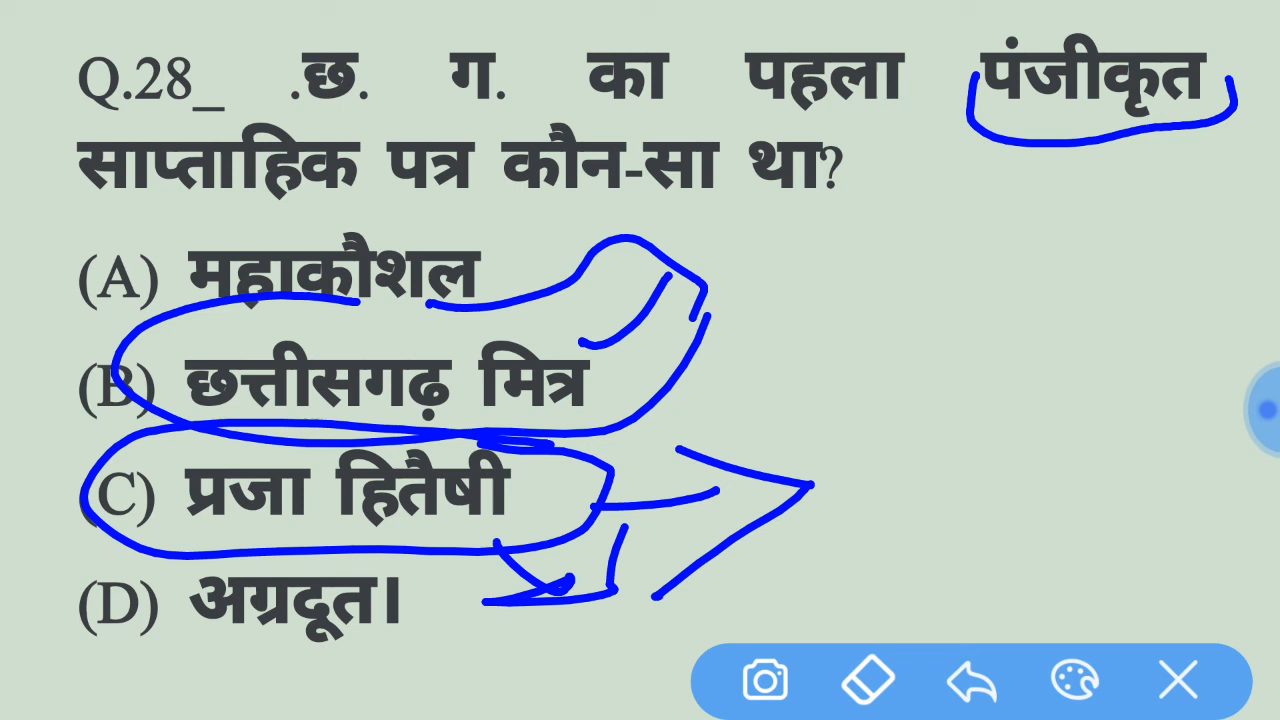 Q.28_ .छ. ग. का पहला पंजीकृत
साप्ताहिक पत्र कौन-सा था?
(A) महाकौशल
(B) छत्तीसगढ़ मित्र
(C) प्रजा हितैषी
(D) अग्रदूत।